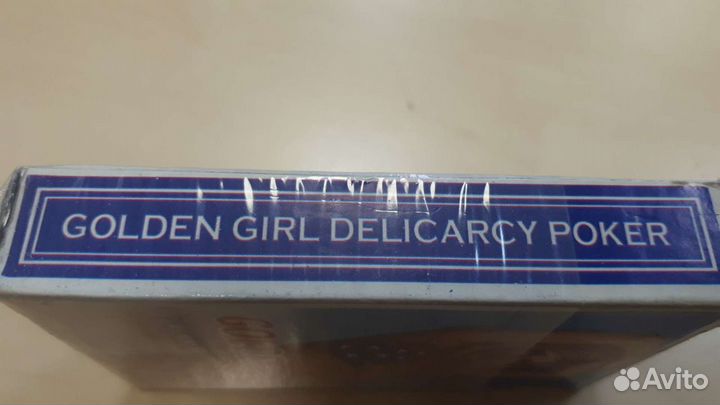 GOLDEN GIRL DELICARCY POKER
Avito